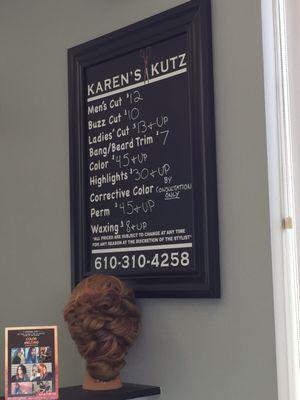 KAREN'S KUTZ
Men's Cut $12
Buzz Cut $10
Ladies' Cut $13+UP
Bang/Beard Trim $7
Color $45+UP
Highlights $30+UP
Corrective Color BY CONSULTATION ONLY
Perm $45+UP
Waxing $8+UP
*ALL PRICES ARE SUBJECT TO CHANGE AT ANY TIME
FOR ANY REASON AT THE DISCRETION OF THE STYLIST*
610-310-4258
COLOR
MELTING